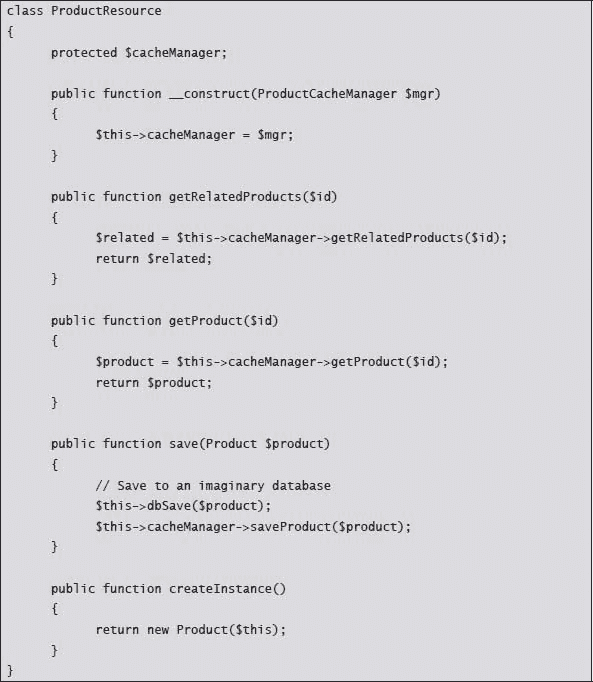 class ProductResource
{
protected $cacheManager;
public function __construct(ProductCacheManager $mgr)
{
$this->cacheManager = $mgr;
}
public function getRelatedProducts($id)
{
$related = $this->cacheManager->getRelatedProducts($id);
return $related;
}
public function getProduct($id)
{
$product = $this->cacheManager->getProduct($id);
return $product;
}
public function save(Product $product)
{
// Save to an imaginary database
$this->dbSave($product);
$this->cacheManager->saveProduct($product);
}
public function createInstance()
{
return new Product($this);
}
}